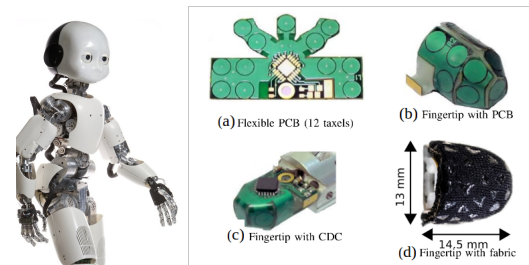 (a) Flexible PCB (12 taxels)
(b) Fingertip with PCB
(c) Fingertip with CDC
13 mm
14,5 mm
(d) Fingertip with fabric